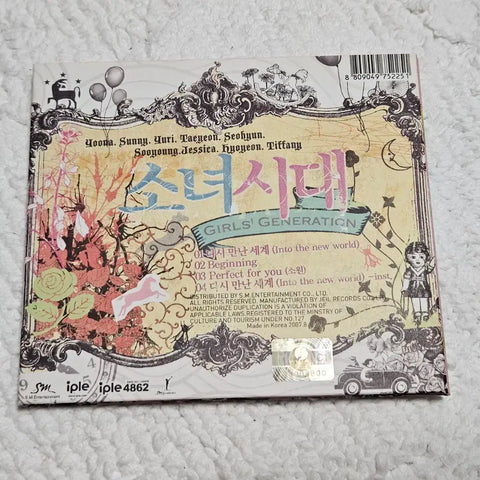 8 809049 752251
Yoona. Sunny. Yuri. Taeyeon. Seohyun.
Sooyoung.Jessica. Hyoyeon. Tiffany
소녀시대
GIRLS' GENERATION
01 다시 만난 세계 (Into the new world)
02 Beginning
03 Perfect for you (소원)
04 다시 만난 세계 (Into the new world) -inst.
DISTRIBUTED BY S.M ENTERTAINMENT CO., LTD.
ALL RIGHTS RESERVED. MANUFACTURED BY JEIL RECORDS CO.,
UNAUTHORIZED DUPLICATION IS A VIOLATION OF
APPLICABLE LAWS.REGISTERED TO THE MINISTRY OF
CULTURE AND TOURISM UNDER NO.127
Made in Korea 2007.8
SM iple iple 4862
S.M Entertainment